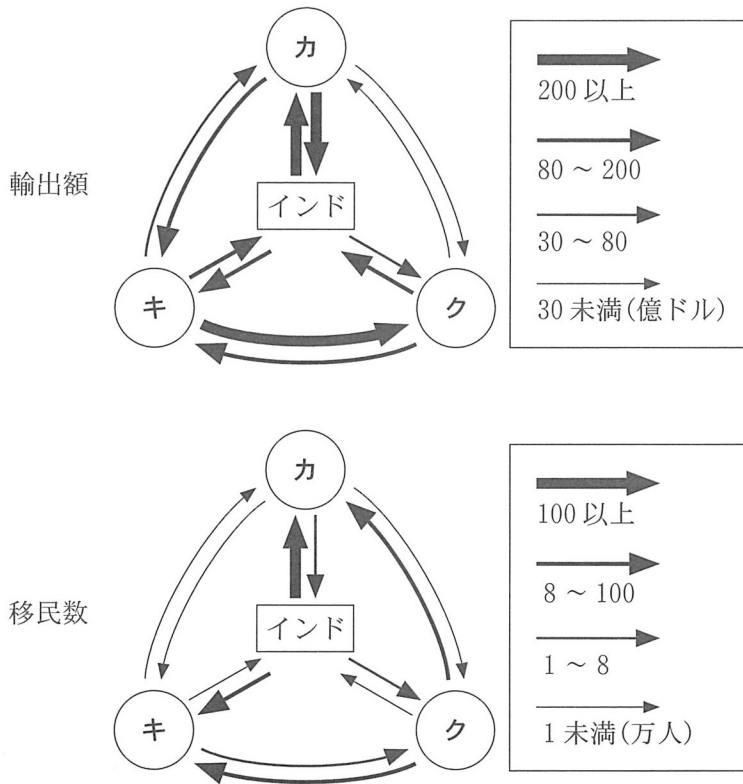 輸出額
カ
インド
キ
ク
200 以上
80 ～ 200
30 ～ 80
30 未満(億ドル)
移民数
カ
インド
キ
ク
100 以上
8 ～ 100
1 ～ 8
1 未満(万人)